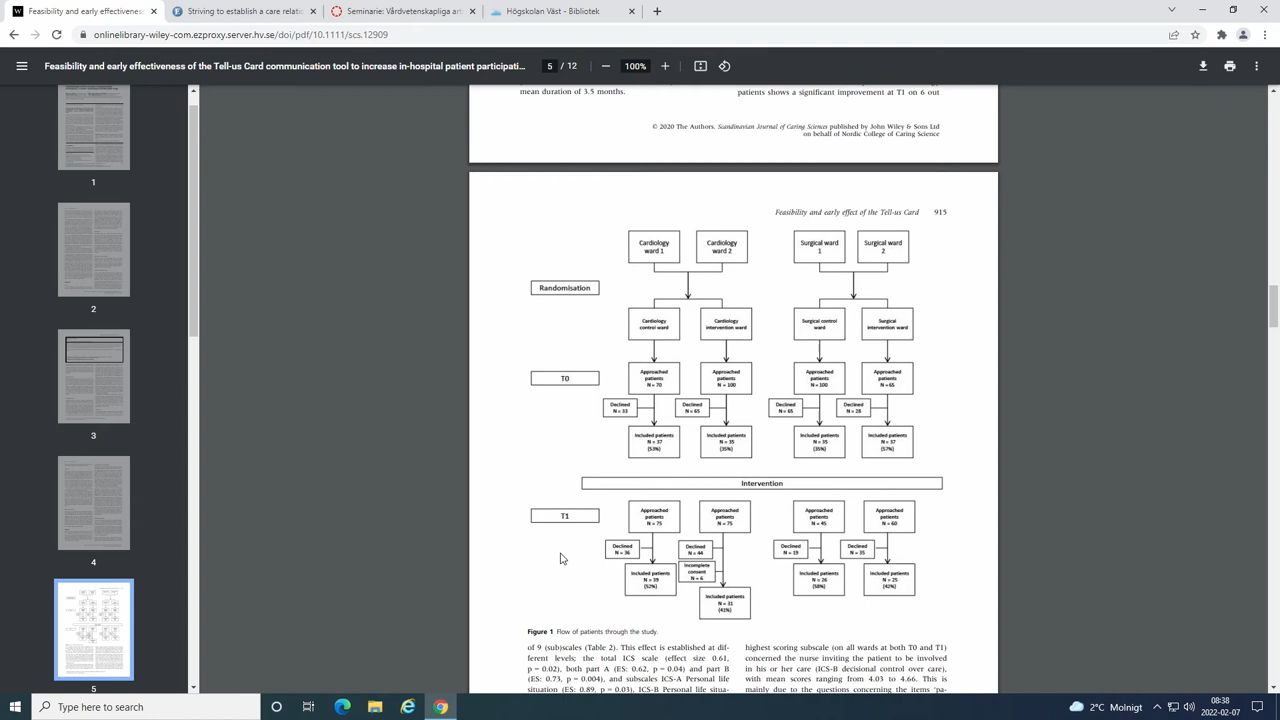 Feasibility and early effectivenes
Striving to establish a care relatio
Seminarie: Vårdvetenskapliga art
Högskolan Väst - Bibliotek
onlinelibrary-wiley-com.ezproxy.server.hv.se/doi/pdf/10.1111/scs.12909
Feasibility and early effectiveness of the Tell-us Card communication tool to increase in-hospital patient participati...
5 / 12
100%
1
2
3
4
5
mean duration of 3.5 months.
patients shows a significant improvement at T1 on 6 out
© 2020 The Authors. Scandinavian Journal of Caring Sciences published by John Wiley & Sons Ltd
on behalf of Nordic College of Caring Science
Feasibility and early effect of the Tell-us Card 915
Cardiology
ward 1
Cardiology
ward 2
Surgical ward
1
Surgical ward
2
Randomisation
Cardiology
control ward
Cardiology
intervention ward
Surgical control
ward
Surgical
intervention ward
T0
Approached
patients
N = 70
Approached
patients
N = 100
Approached
patients
N = 100
Approached
patients
N = 65
Declined
N = 33
Declined
N = 65
Declined
N = 65
Declined
N = 28
Included patients
N = 37
(53%)
Included patients
N = 35
(35%)
Included patients
N = 35
(35%)
Included patients
N = 37
(57%)
Intervention
T1
Approached
patients
N = 75
Approached
patients
N = 75
Approached
patients
N = 45
Approached
patients
N = 60
Declined
N = 36
Declined
N = 44
Declined
N = 19
Declined
N = 35
Incomplete
consent
N = 6
Included patients
N = 39
(52%)
Included patients
N = 31
(41%)
Included patients
N = 26
(58%)
Included patients
N = 25
(42%)
Figure 1 Flow of patients through the study.
of 9 (sub)scales (Table 2). This effect is established at dif-
ferent levels; the total ICS scale (effect size 0.61,
p = 0.02), both part A (ES: 0.62, p = 0.04) and part B
(ES: 0.73, p = 0.004), and subscales ICS-A Personal life
situation (ES: 0.89, p = 0.03), ICS-B Personal life situa-
highest scoring subscale (on all wards at both T0 and T1)
concerned the nurse inviting the patient to be involved
in his or her care (ICS-B decisional control over care),
with mean scores ranging from 4.03 to 4.66. This is
mainly due to the questions concerning the items 'pa-
Type here to search
2°C Molnigt
08:38
2022-02-07